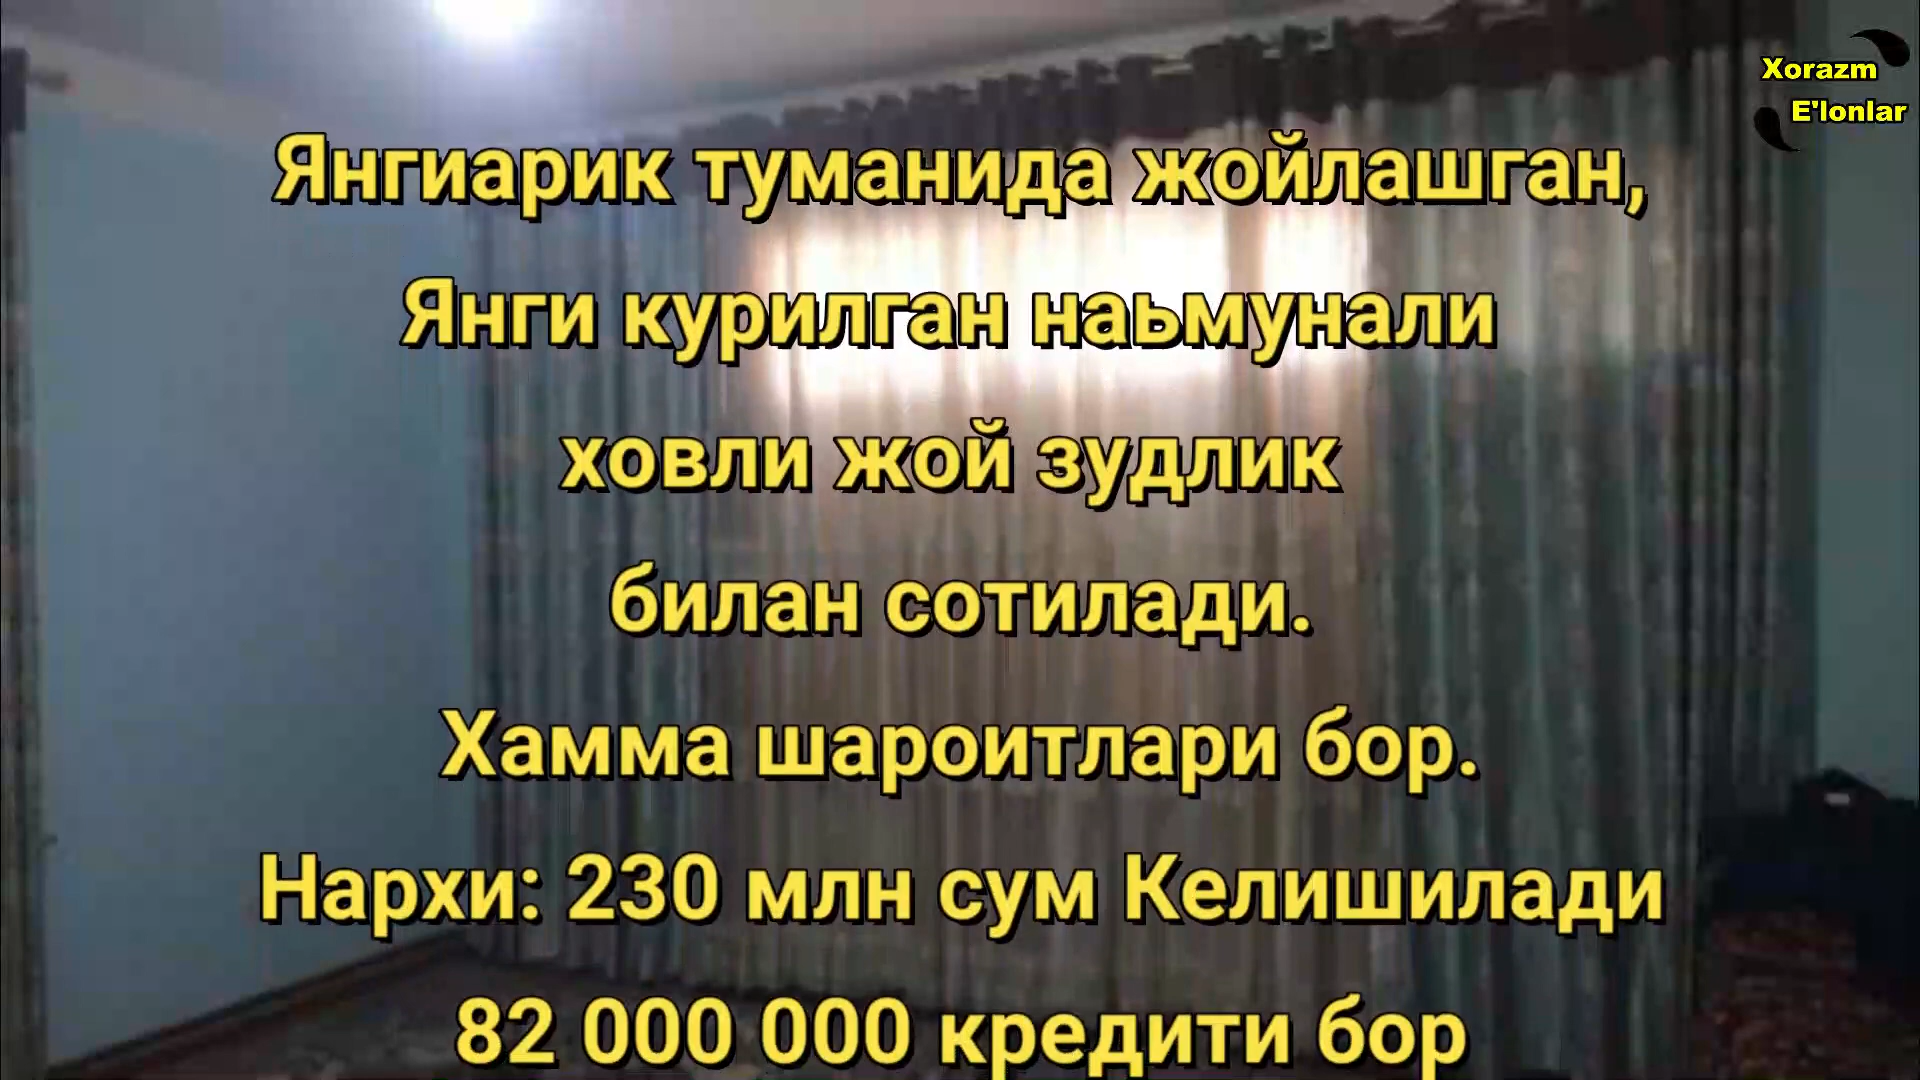 Xorazm
E'lonlar
Янгиарик туманида жойлашган,
Янги курилган наьмунали
ховли жой зудлик
билан сотилади.
Хамма шароитлари бор.
Нархи: 230 млн сум Келишилади
82 000 000 кредити бор